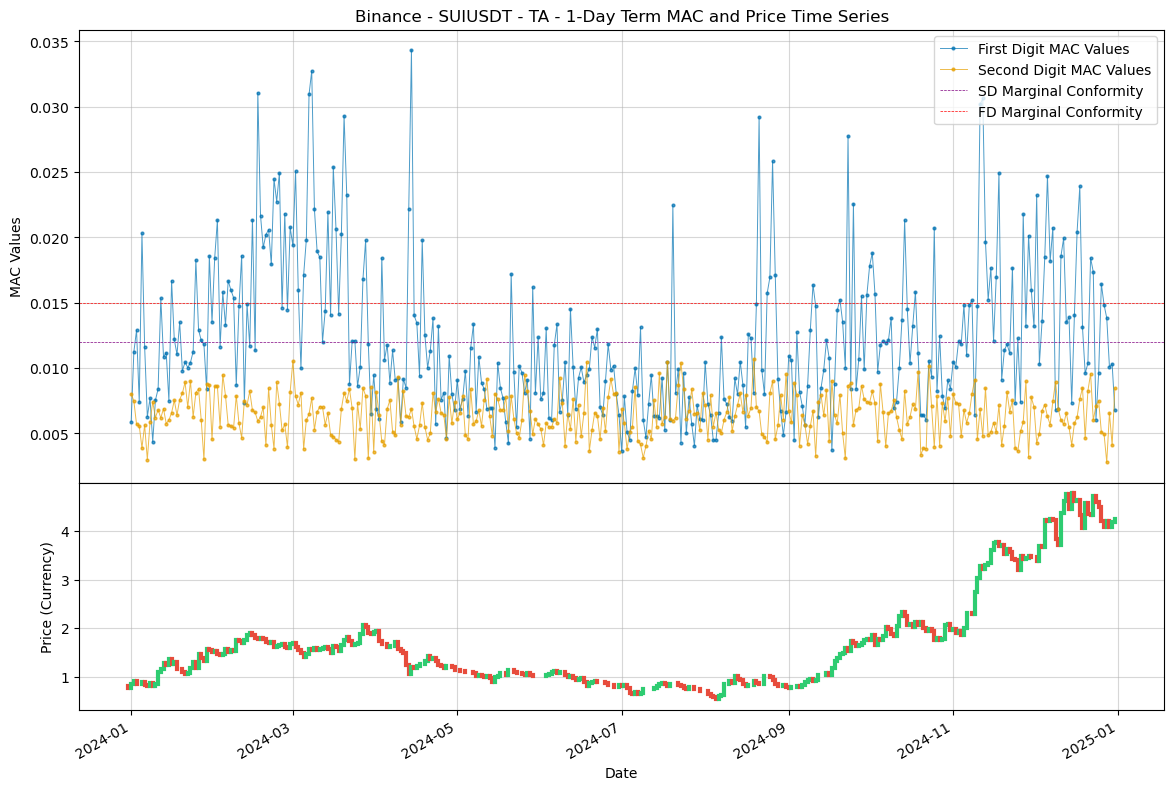 Binance - SUIUSDT - TA - 1-Day Term MAC and Price Time Series
First Digit MAC Values
Second Digit MAC Values
SD Marginal Conformity
FD Marginal Conformity
MAC Values
0.035
0.030
0.025
0.020
0.015
0.010
0.005
Price (Currency)
4
3
2
1
2024-01
2024-03
2024-05
2024-07
2024-09
2024-11
2025-01
Date